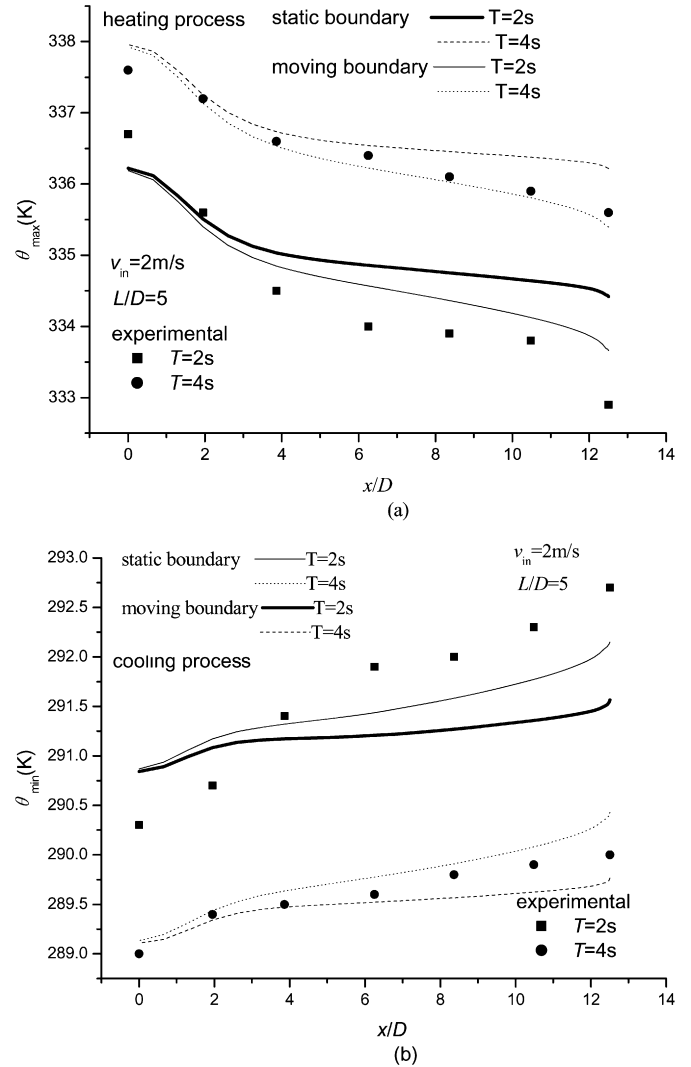 heating process
static boundary T=2s
T=4s
moving boundary T=2s
T=4s
338
337
336
335
334
333
θmax(K)
vin=2m/s
L/D=5
experimental
T=2s
T=4s
0 2 4 6 8 10 12 14
x/D
(a)
293.0
292.5
292.0
291.5
291.0
290.5
290.0
289.5
289.0
θmin(K)
static boundary T=2s
T=4s
moving boundary T=2s
T=4s
cooling process
vin=2m/s
L/D=5
experimental
T=2s
T=4s
0 2 4 6 8 10 12 14
x/D
(b)